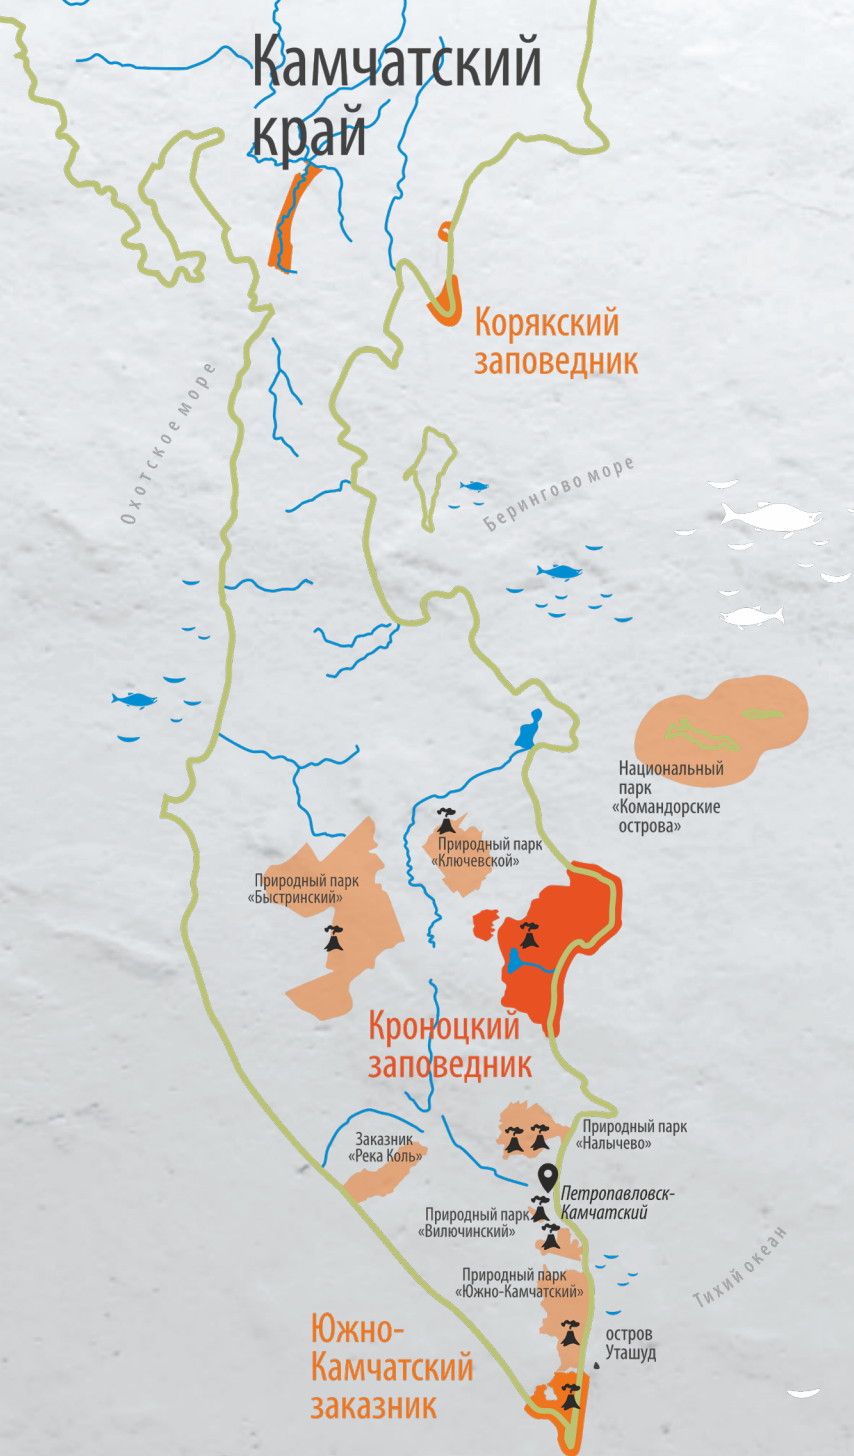 Камчатский
край
Корякский
заповедник
Охотское море
Берингово море
Национальный
парк
«Командорские
острова»
Природный парк
«Ключевской»
Природный парк
«Быстринский»
Кроноцкий
заповедник
Природный парк
«Налычево»
Заказник
«Река Коль»
Петропавловск-
Камчатский
Природный парк
«Вилючинский»
Тихий океан
Природный парк
«Южно-Камчатский»
Южно-
Камчатский
заказник
остров
Уташуд